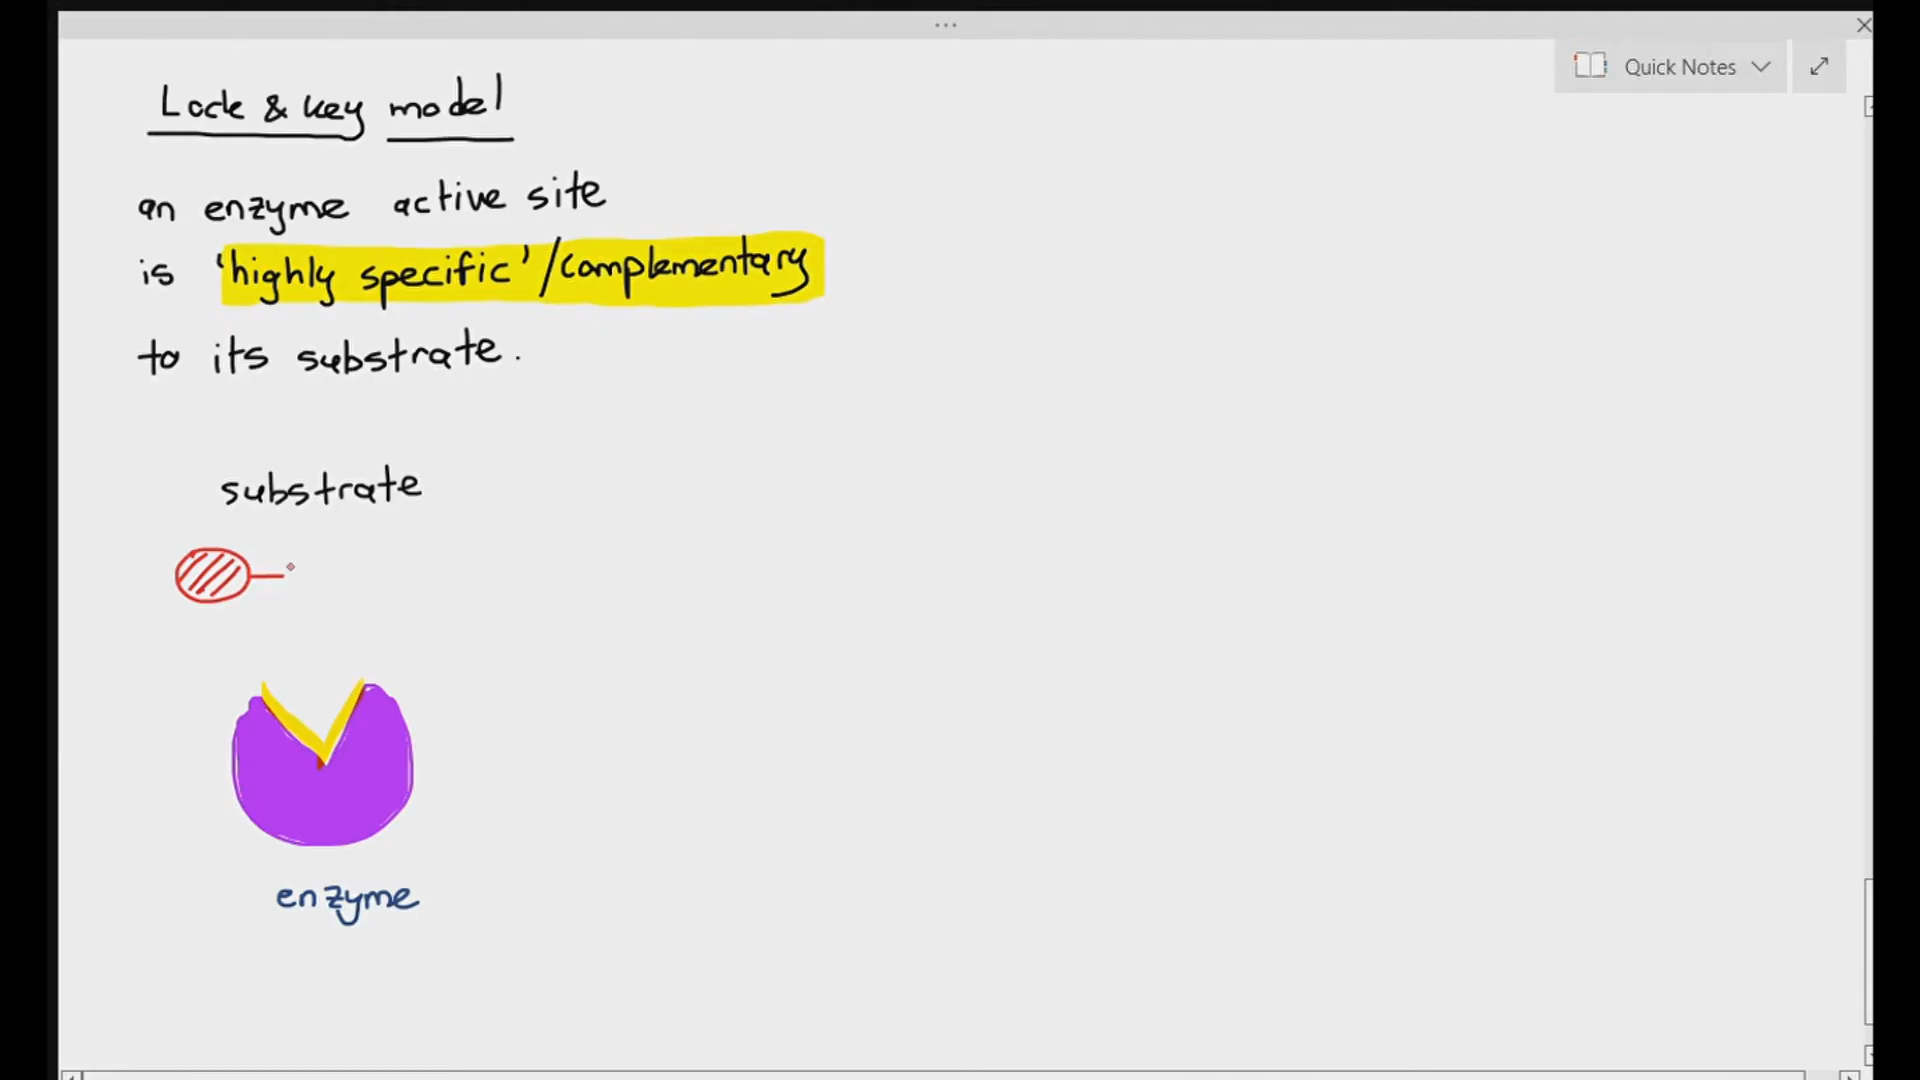 Quick Notes
Lock & key model
an enzyme active site
is 'highly specific'/complementary
to its substrate.
substrate
enzyme